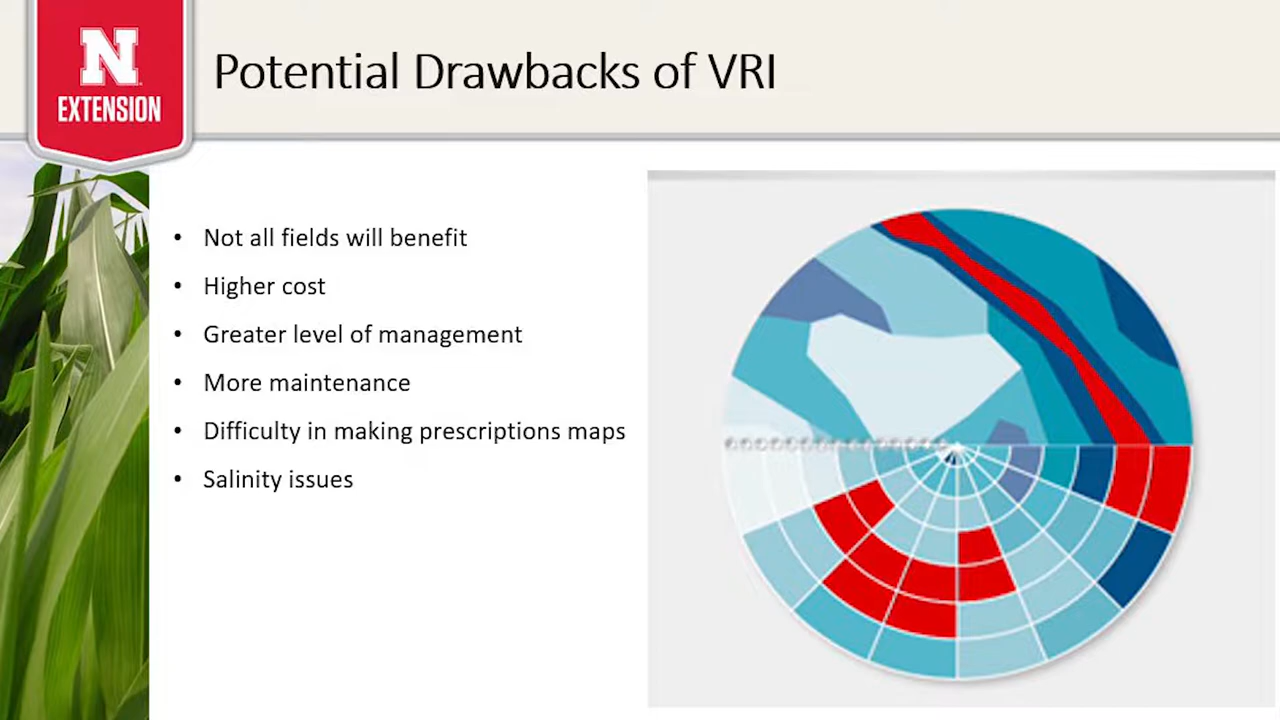 N
EXTENSION
Potential Drawbacks of VRI
• Not all fields will benefit
• Higher cost
• Greater level of management
• More maintenance
• Difficulty in making prescriptions maps
• Salinity issues